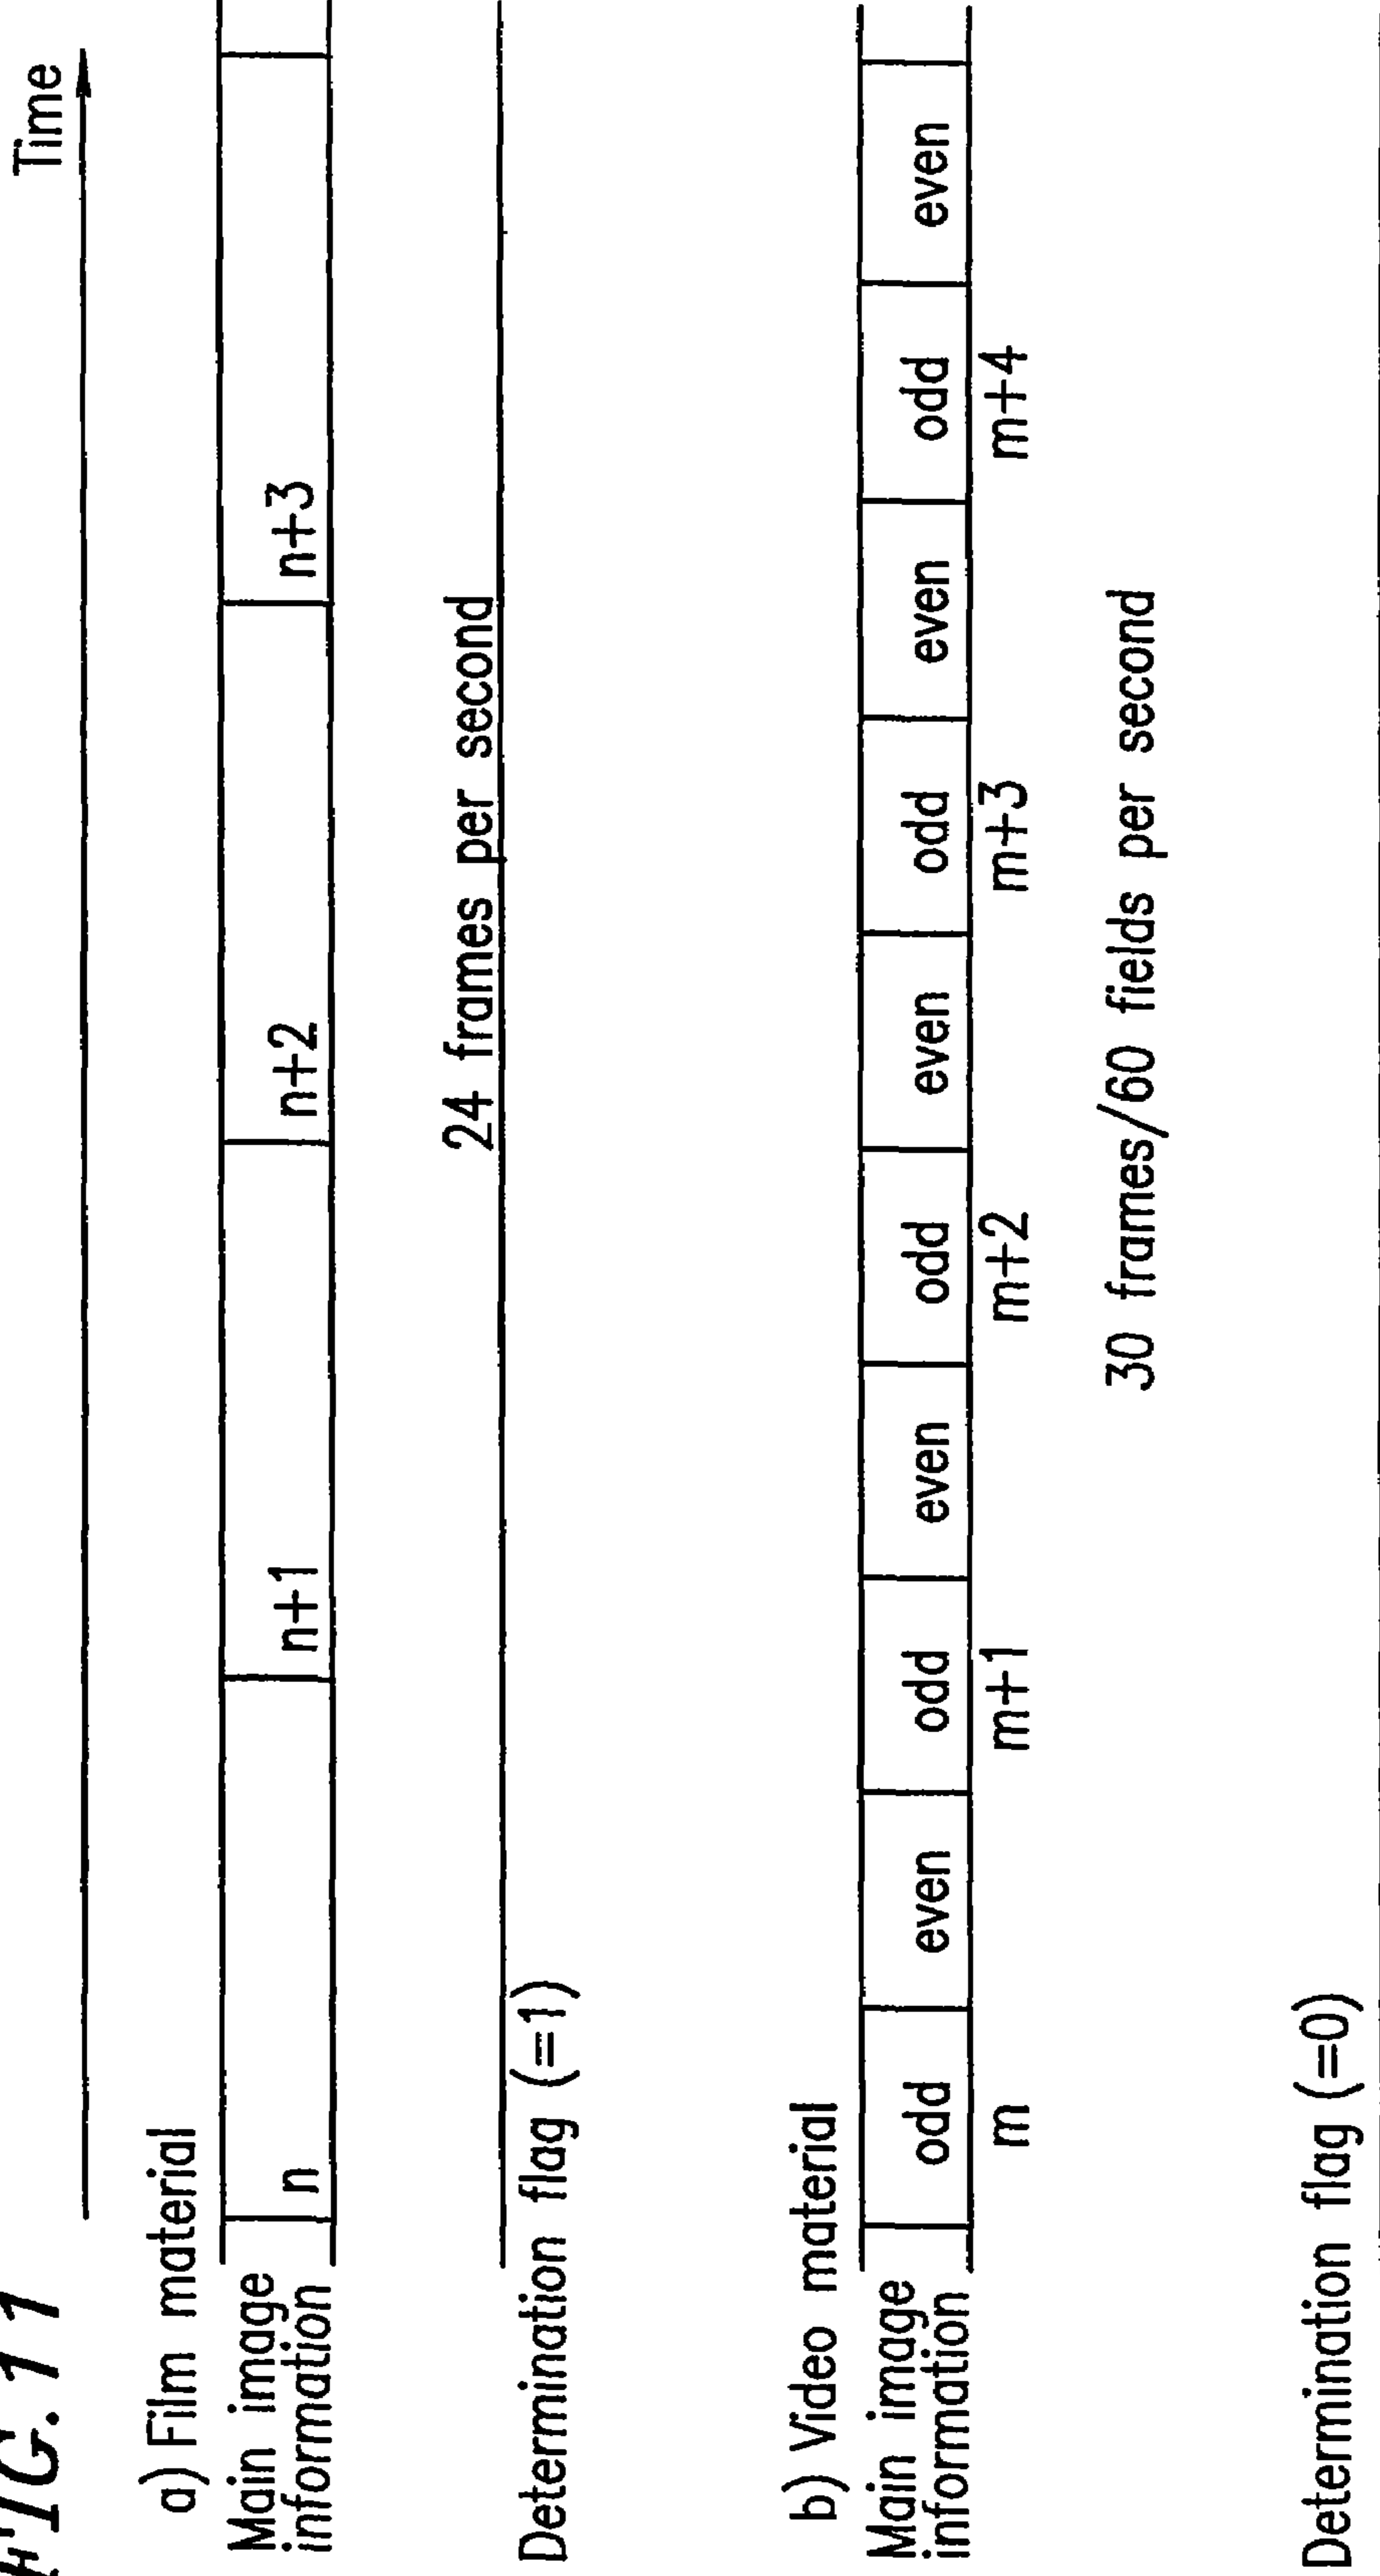 FIG. 11
Time
a) Film material
Main image
information
n n+1 n+2 n+3
24 frames per second
Determination flag (=1)
b) Video material
Main image
information
odd even odd even odd even odd even odd even
m m+1 m+2 m+3 m+4
30 frames/60 fields per second
Determination flag (=0)